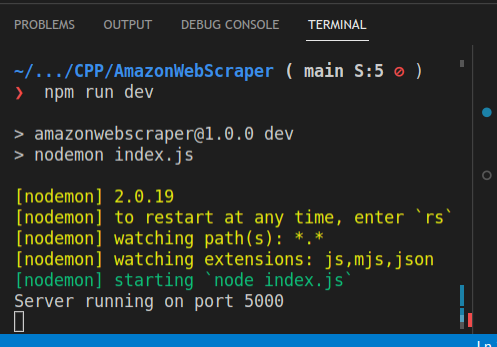 PROBLEMS OUTPUT DEBUG CONSOLE TERMINAL
~/.../CPP/AmazonWebScraper ( main S:5 ⊘ )
❯ npm run dev
> amazonwebscraper@1.0.0 dev
> nodemon index.js
[nodemon] 2.0.19
[nodemon] to restart at any time, enter `rs`
[nodemon] watching path(s): *.*
[nodemon] watching extensions: js,mjs,json
[nodemon] starting `node index.js`
Server running on port 5000
Ln